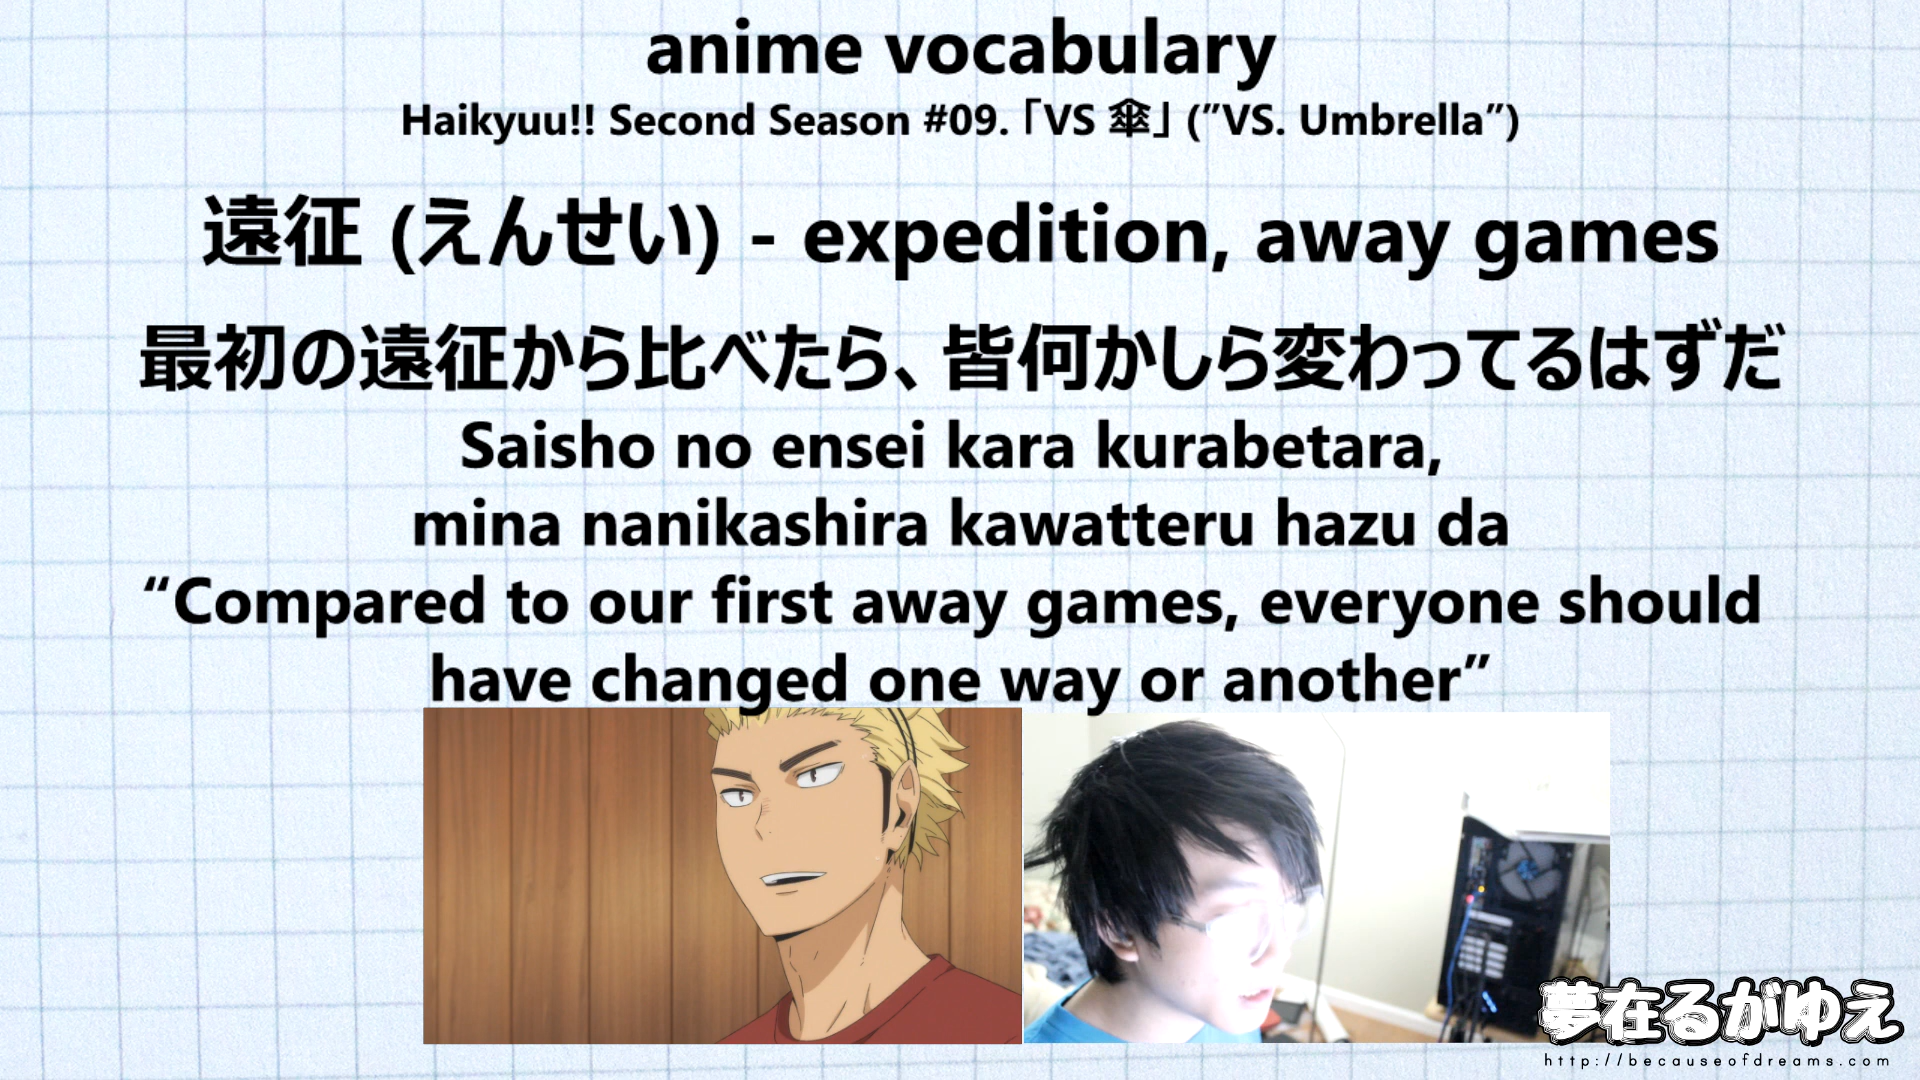 anime vocabulary
Haikyuu!! Second Season #09. 「VS 傘」 (”VS. Umbrella”)
遠征 (えんせい) - expedition, away games
最初の遠征から比べたら、皆何かしら変わってるはずだ
Saisho no ensei kara kurabetara,
mina nanikashira kawatteru hazu da
“Compared to our first away games, everyone should
have changed one way or another”
夢在るがゆえ
http://becauseofdreams.com